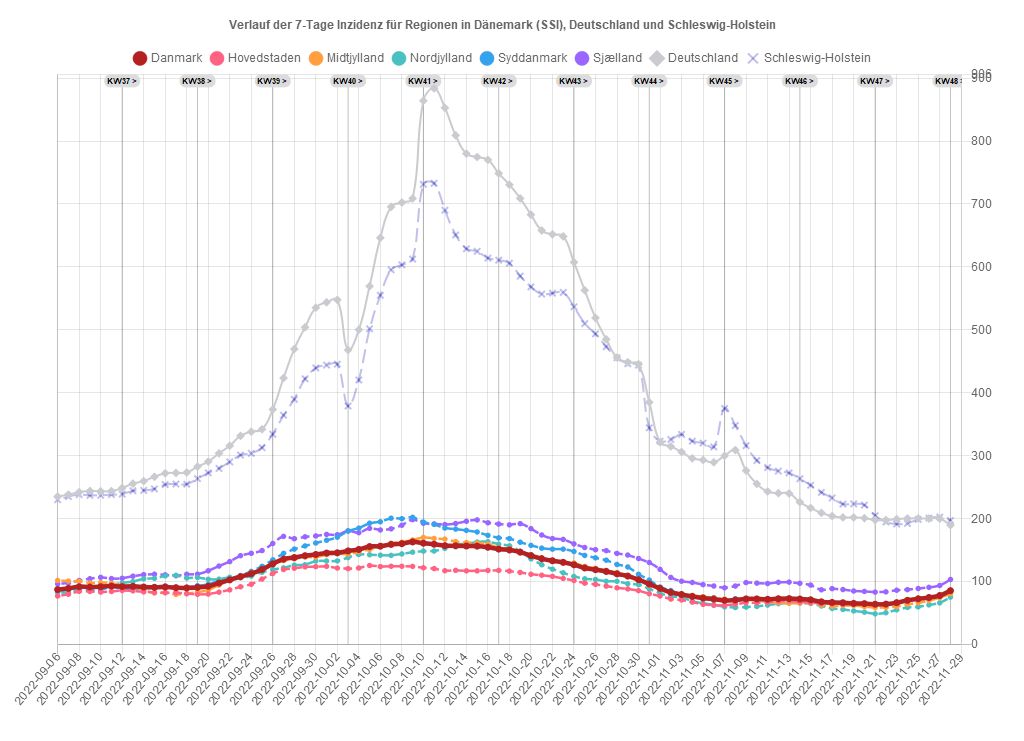 Verlauf der 7-Tage Inzidenz für Regionen in Dänemark (SSI), Deutschland und Schleswig-Holstein
Danmark Hovedstaden Midtjylland Nordjylland Syddanmark Sjælland Deutschland Schleswig-Holstein
KW37 > KW38 > KW39 > KW40 > KW41 > KW42 > KW43 > KW44 > KW45 > KW46 > KW47 > KW48 >
906
900
800
700
600
500
400
300
200
100
0
2022-09-06 2022-09-08 2022-09-10 2022-09-12 2022-09-14 2022-09-16 2022-09-18 2022-09-20 2022-09-22 2022-09-24 2022-09-26 2022-09-28 2022-09-30 2022-10-02 2022-10-04 2022-10-06 2022-10-08 2022-10-10 2022-10-12 2022-10-14 2022-10-16 2022-10-18 2022-10-20 2022-10-22 2022-10-24 2022-10-26 2022-10-28 2022-10-30 2022-11-01 2022-11-03 2022-11-05 2022-11-07 2022-11-09 2022-11-11 2022-11-13 2022-11-15 2022-11-17 2022-11-19 2022-11-21 2022-11-23 2022-11-25 2022-11-27 2022-11-29